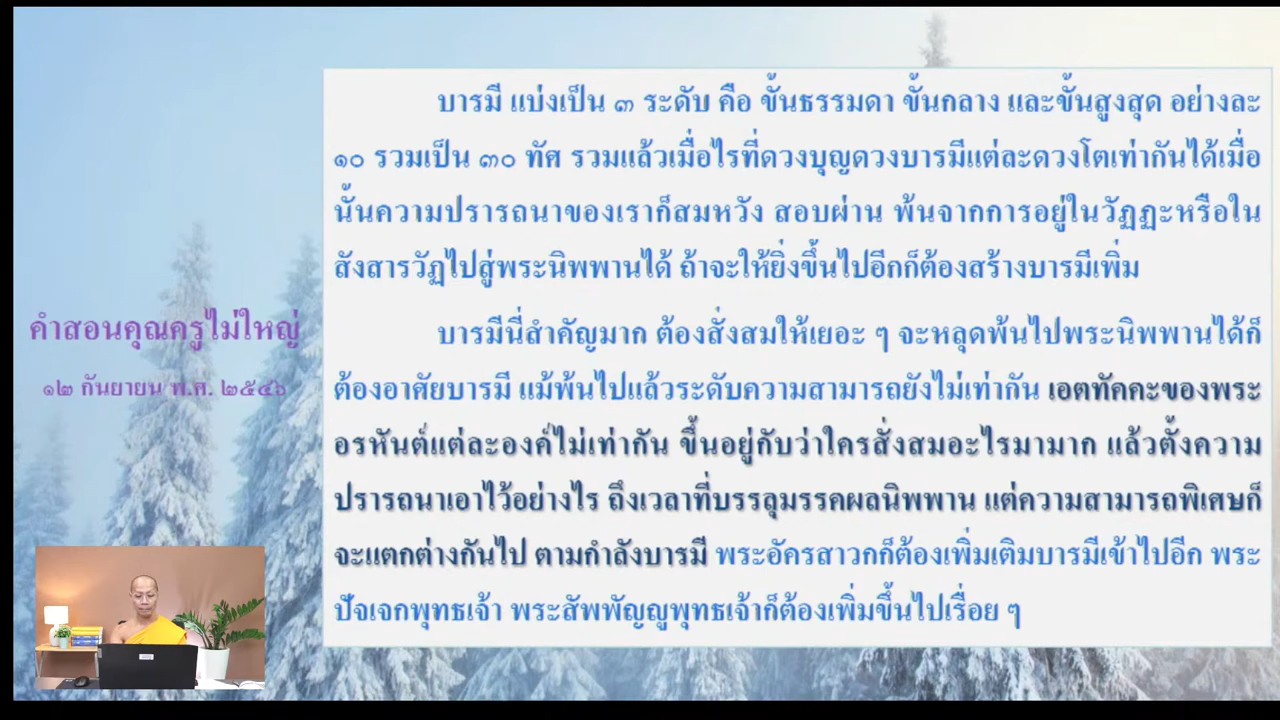 บารมี แบ่งเป็น ๓ ระดับ คือ ขั้นธรรมดา ขั้นกลาง และขั้นสูงสุด อย่างละ
๑๐ รวมเป็น ๓๐ ทัศ รวมแล้วเมื่อไรที่ดวงบุญดวงบารมีแต่ละดวงโตเท่ากันได้เมื่อ
นั้นความปรารถนาของเราก็สมหวัง สอบผ่าน พ้นจากการอยู่ในวัฏฏะหรือใน
สังสารวัฏไปสู่พระนิพพานได้ ถ้าจะให้ยิ่งขึ้นไปอีกก็ต้องสร้างบารมีเพิ่ม
บารมีนี่สำคัญมาก ต้องสั่งสมให้เยอะ ๆ จะหลุดพ้นไปพระนิพพานได้ก็
ต้องอาศัยบารมี แม้พ้นไปแล้วระดับความสามารถยังไม่เท่ากัน เอตทัคคะของพระ
อรหันต์แต่ละองค์ไม่เท่ากัน ขึ้นอยู่กับว่าใครสั่งสมอะไรมามาก แล้วตั้งความ
ปรารถนาเอาไว้อย่างไร ถึงเวลาที่บรรลุมรรคผลนิพพาน แต่ความสามารถพิเศษก็
จะแตกต่างกันไป ตามกำลังบารมี พระอัครสาวกก็ต้องเพิ่มเติมบารมีเข้าไปอีก พระ
ปัจเจกพุทธเจ้า พระสัพพัญญูพุทธเจ้าก็ต้องเพิ่มขึ้นไปเรื่อย ๆ
คำสอนคุณครูไม่ใหญ่
๑๒ กันยายน พ.ศ. ๒๕๔๖